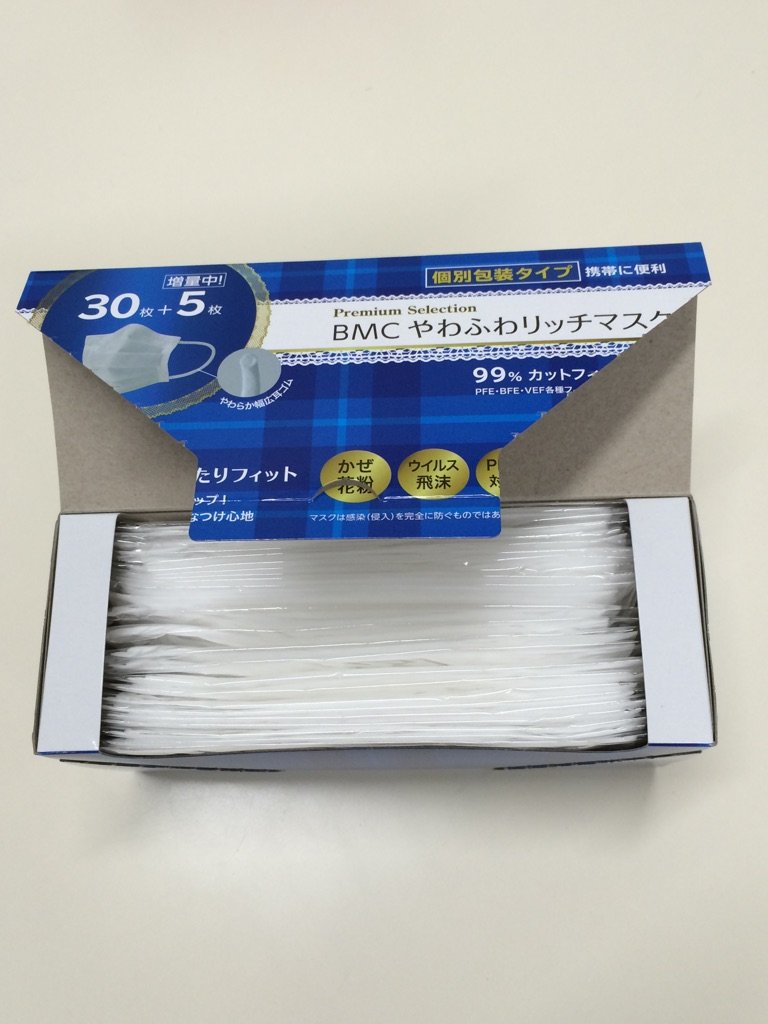 増量中!
30枚+5枚
やわらか幅広耳ゴム
個別包装タイプ 携帯に便利
Premium Selection
BMC やわふわリッチマスク
99% カットフィ
PFE・BFE・VEF各種フ
たりフィット
ップ!
なつけ心地
かぜ
花粉
ウイルス
飛沫
P
対
マスクは感染(侵入)を完全に防ぐものではあ